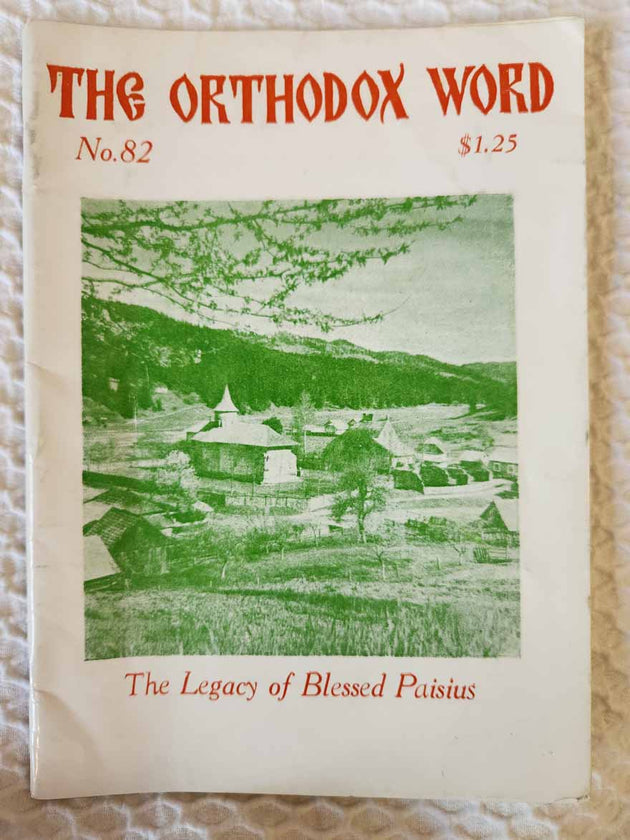 THE ORTHODOX WORD
No. 82 $1.25
The Legacy of Blessed Paisius